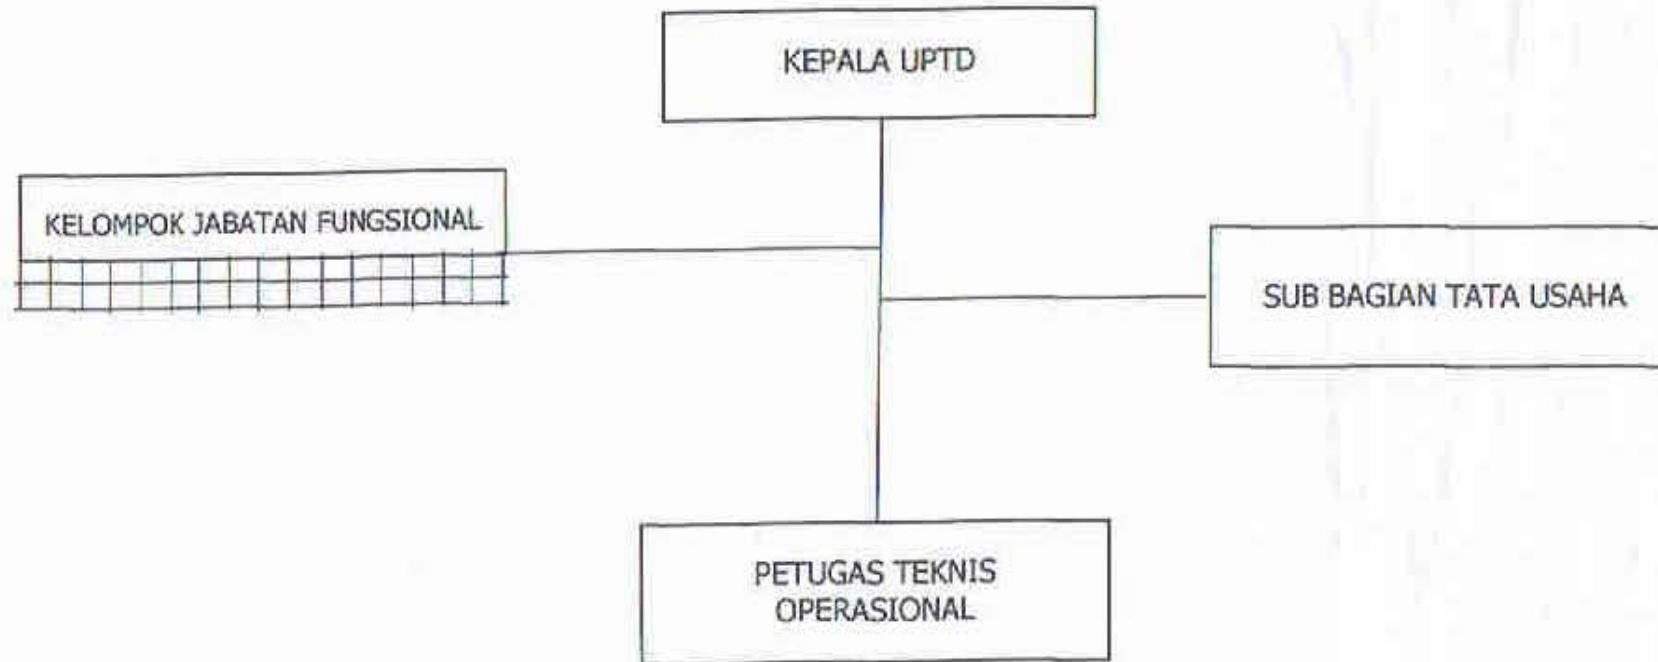 KEPALA UPTD
KELOMPOK JABATAN FUNGSIONAL
SUB BAGIAN TATA USAHA
PETUGAS TEKNIS
OPERASIONAL